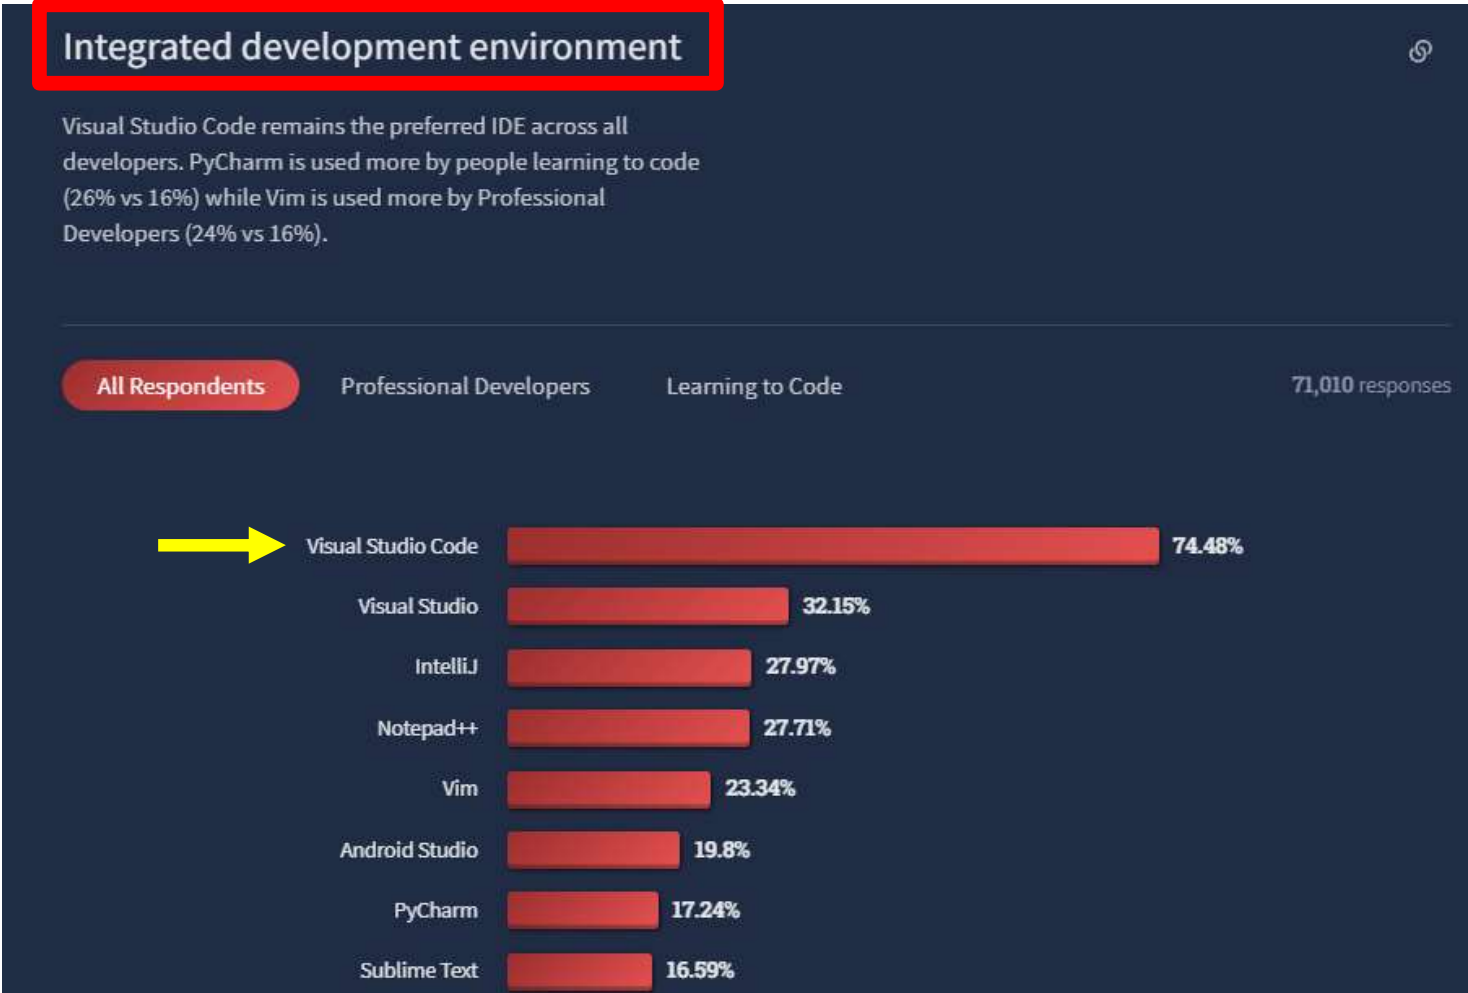 Integrated development environment
Visual Studio Code remains the preferred IDE across all
developers. PyCharm is used more by people learning to code
(26% vs 16%) while Vim is used more by Professional
Developers (24% vs 16%).
All Respondents Professional Developers Learning to Code 71,010 responses
Visual Studio Code 74.48%
Visual Studio 32.15%
IntelliJ 27.97%
Notepad++ 27.71%
Vim 23.34%
Android Studio 19.8%
PyCharm 17.24%
Sublime Text 16.59%